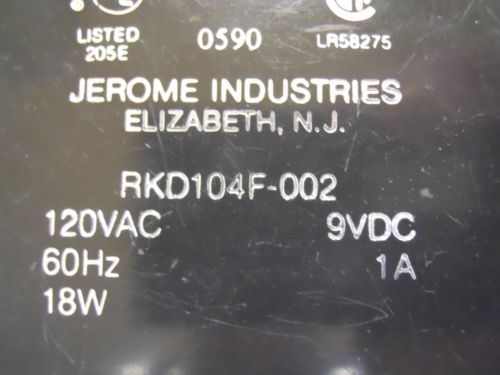 LISTED
205E
0590
LR58275
JEROME INDUSTRIES
ELIZABETH, N.J.
RKD104F-002
120VAC 9VDC
60Hz 1A
18W